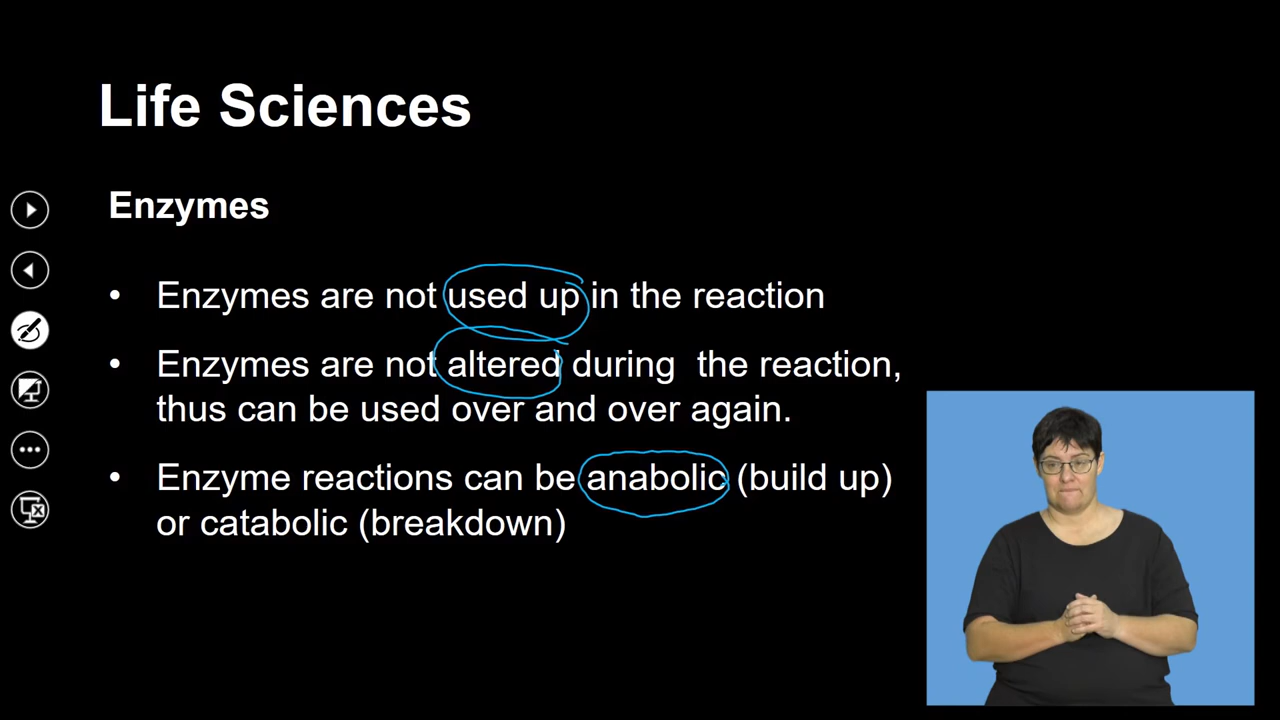 Life Sciences
Enzymes
• Enzymes are not used up in the reaction
• Enzymes are not altered during  the reaction,
thus can be used over and over again.
• Enzyme reactions can be anabolic (build up)
or catabolic (breakdown)